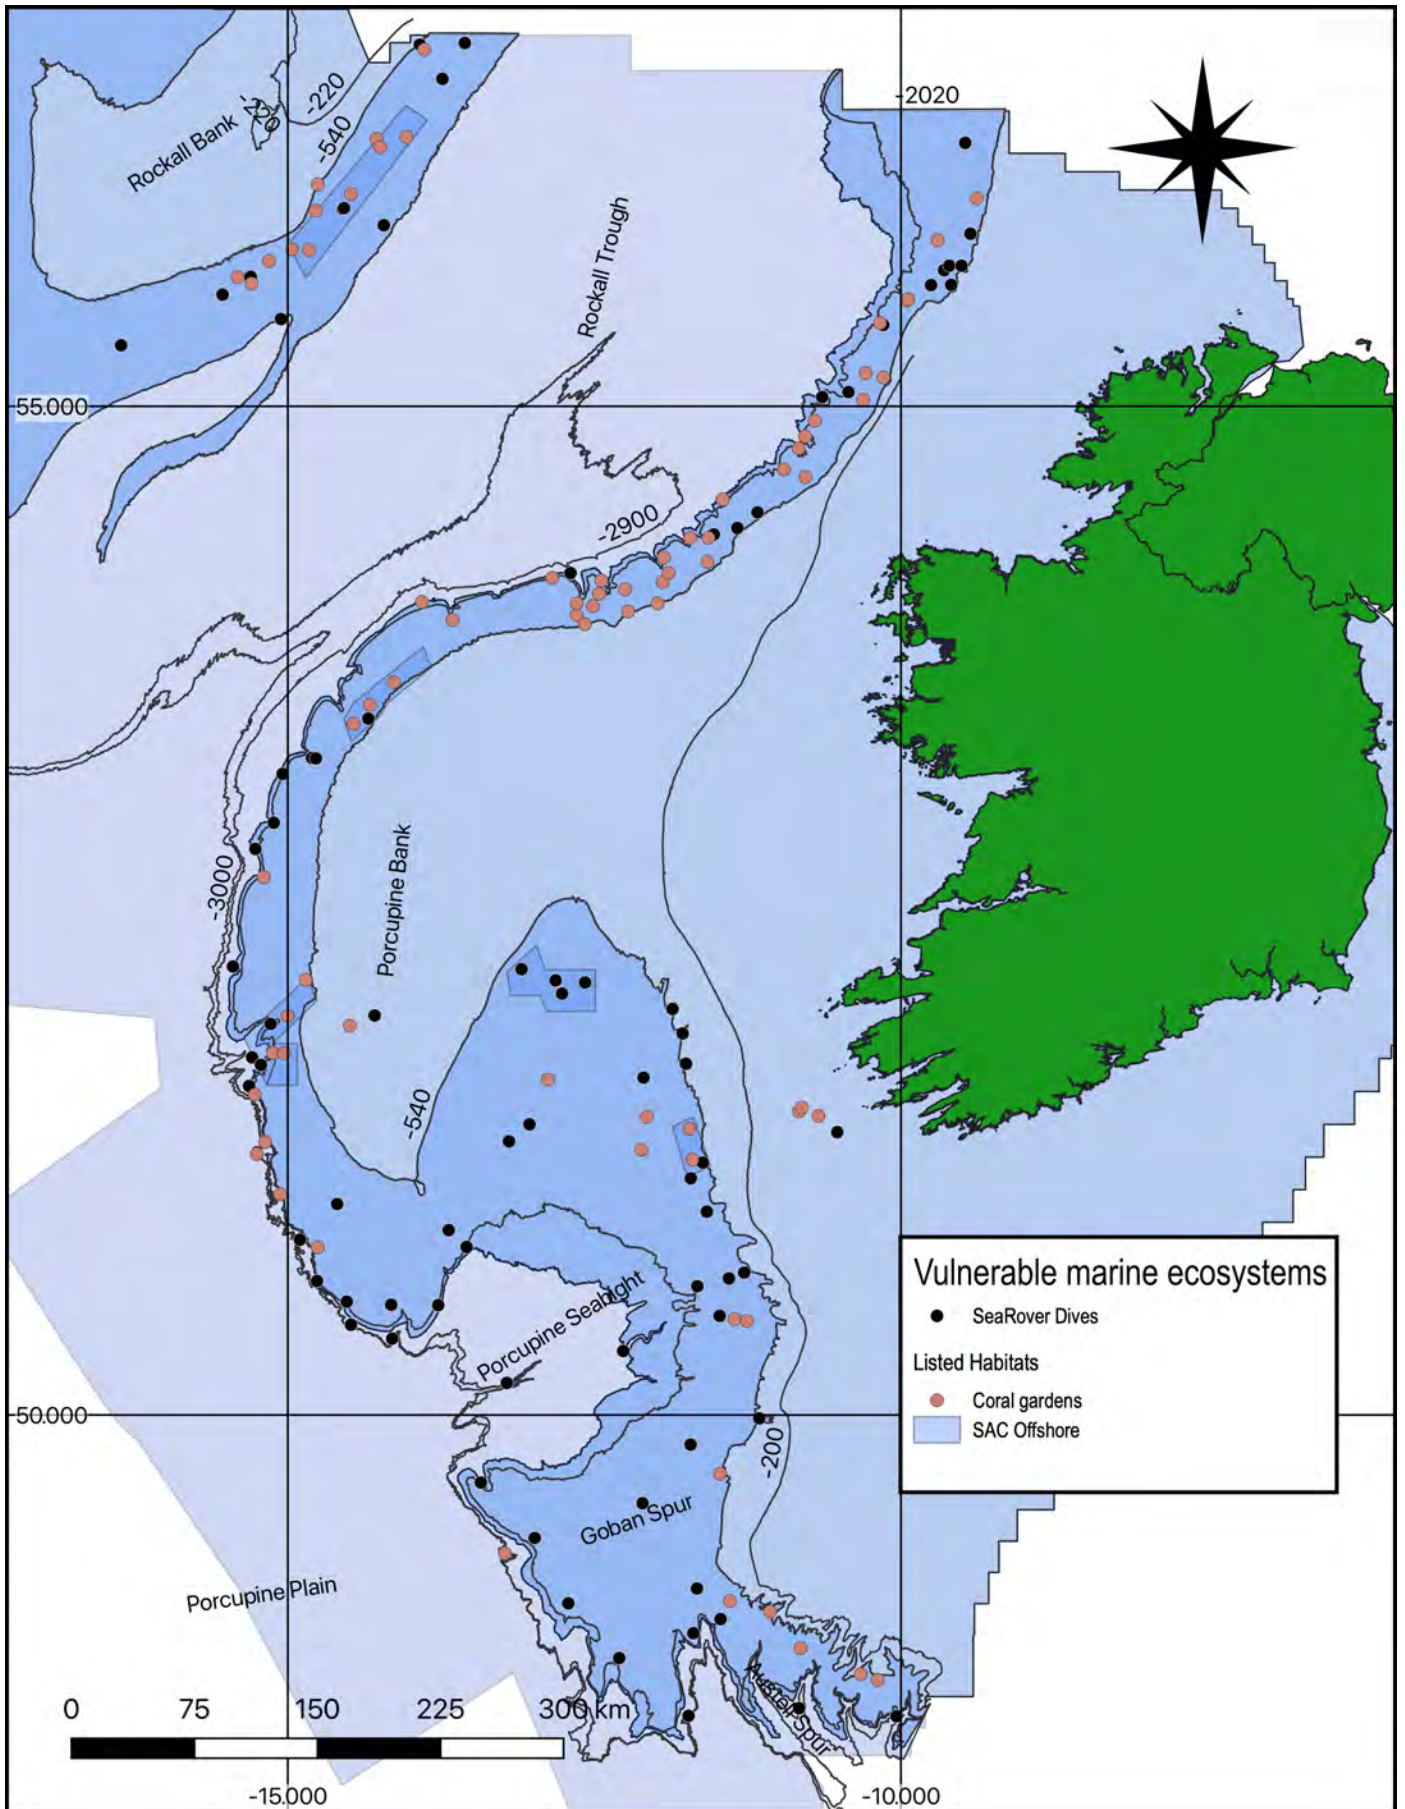 -2020
-220
-220
-540
Rockall Bank
Rockall Trough
55.000
-2900
-3000
Porcupine Bank
-540
Vulnerable marine ecosystems
SeaRover Dives
Listed Habitats
Coral gardens
SAC Offshore
Porcupine Seabight
50.000
-200
Goban Spur
Porcupine Plain
Austell Spur
0 75 150 225 300 km
-15.000 -10.000